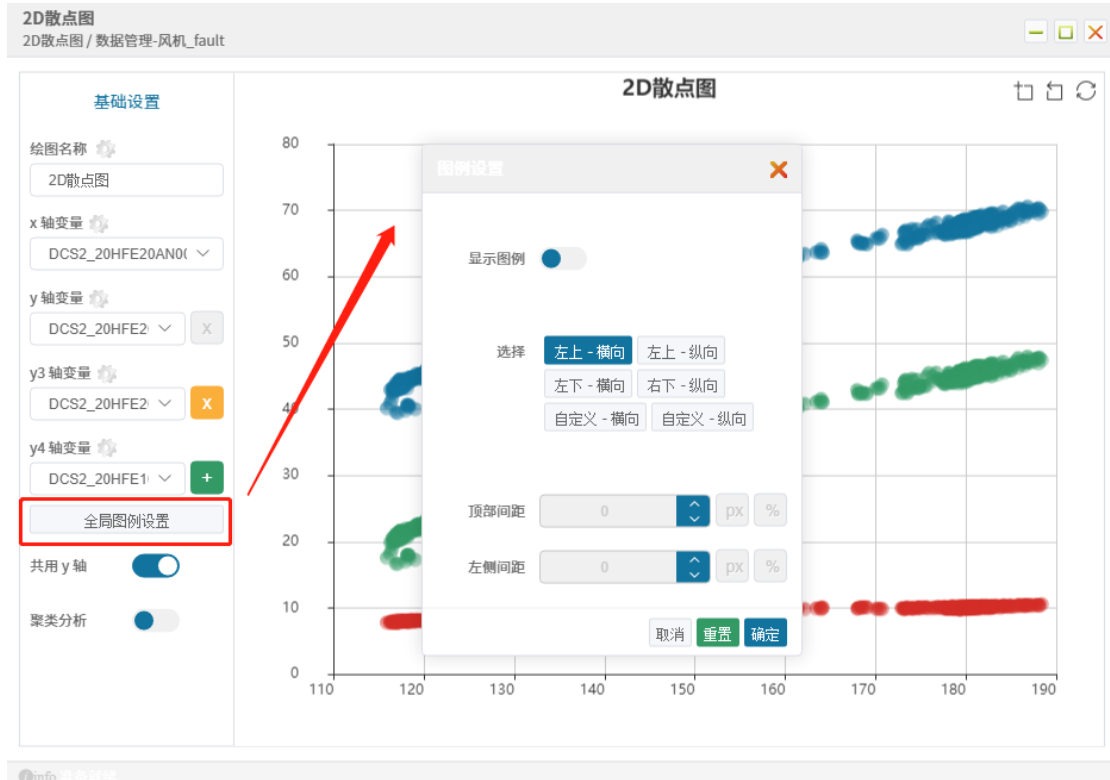 2D散点图
2D散点图 / 数据管理-风机_fault
基础设置
绘图名称
2D散点图
x 轴变量
DCS2_20HFE20AN00
y 轴变量
DCS2_20HFE2
X
y3 轴变量
DCS2_20HFE2
X
y4 轴变量
DCS2_20HFE1
+
全局图例设置
共用 y 轴
聚类分析
2D散点图
80
70
60
50
40
30
20
10
0
110 120 130 140 150 160 170 180 190
图例设置
显示图例
选择
左上 - 横向 左上 - 纵向
左下 - 横向 右下 - 纵向
自定义 - 横向 自定义 - 纵向
顶部间距 0 px %
左侧间距 0 px %
取消 重置 确定
info 准备就绪